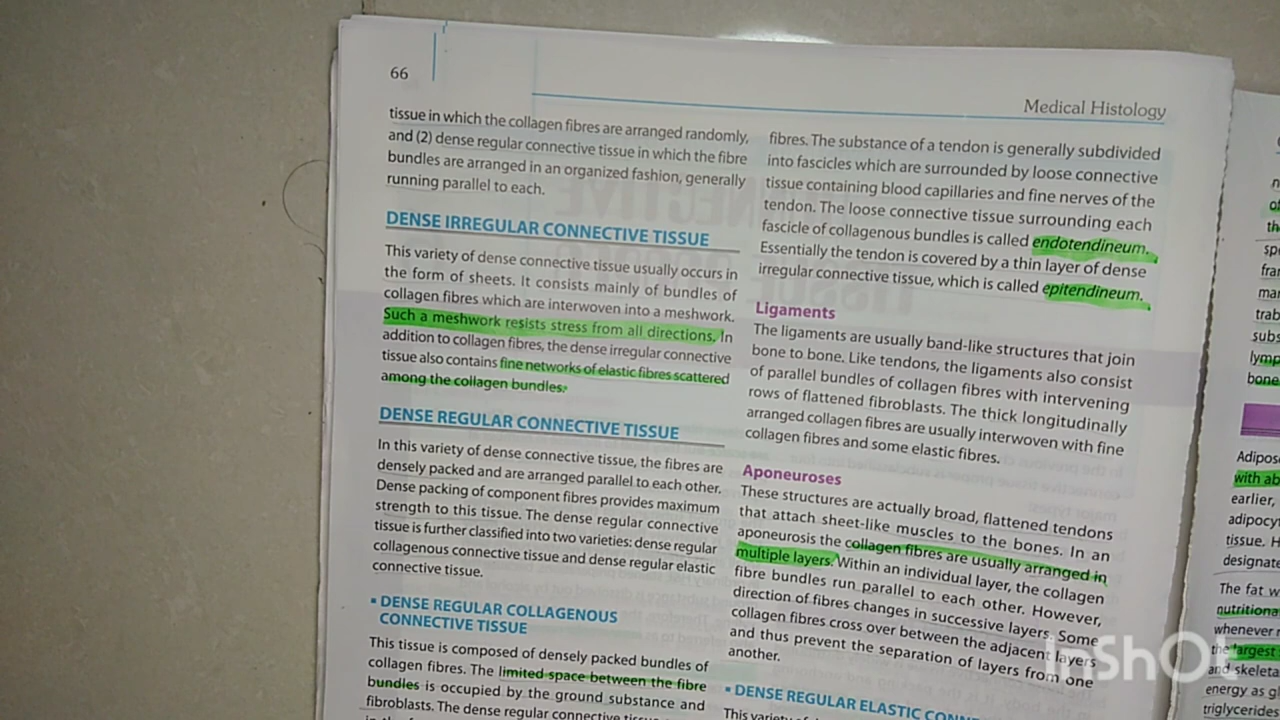 66
Medical Histology
tissue in which the collagen fibres are arranged randomly,
and (2) dense regular connective tissue in which the fibre
bundles are arranged in an organized fashion, generally
running parallel to each.
DENSE IRREGULAR CONNECTIVE TISSUE
This variety of dense connective tissue usually occurs in
the form of sheets. It consists mainly of bundles of
collagen fibres which are interwoven into a meshwork.
Such a meshwork resists stress from all directions. In
addition to collagen fibres, the dense irregular connective
tissue also contains fine networks of elastic fibres scattered
among the collagen bundles.
DENSE REGULAR CONNECTIVE TISSUE
In this variety of dense connective tissue, the fibres are
densely packed and are arranged parallel to each other.
Dense packing of component fibres provides maximum
strength to this tissue. The dense regular connective
tissue is further classified into two varieties: dense regular
collagenous connective tissue and dense regular elastic
connective tissue.
▪ DENSE REGULAR COLLAGENOUS
CONNECTIVE TISSUE
This tissue is composed of densely packed bundles of
collagen fibres. The limited space between the fibre
bundles is occupied by the ground substance and
fibroblasts. The dense regular connective
fibres. The substance of a tendon is generally subdivided
into fascicles which are surrounded by loose connective
tissue containing blood capillaries and fine nerves of the
tendon. The loose connective tissue surrounding each
fascicle of collagenous bundles is called endotendineum.
Essentially the tendon is covered by a thin layer of dense
irregular connective tissue, which is called epitendineum.
Ligaments
The ligaments are usually band-like structures that join
bone to bone. Like tendons, the ligaments also consist
of parallel bundles of collagen fibres with intervening
rows of flattened fibroblasts. The thick longitudinally
arranged collagen fibres are usually interwoven with fine
collagen fibres and some elastic fibres.
Aponeuroses
These structures are actually broad, flattened tendons
that attach sheet-like muscles to the bones. In an
aponeurosis the collagen fibres are usually arranged in
multiple layers. Within an individual layer, the collagen
fibre bundles run parallel to each other. However,
direction of fibres changes in successive layers. Some
collagen fibres cross over between the adjacent layers
and thus prevent the separation of layers from one
another.
▪ DENSE REGULAR ELASTIC
This
of
th
trab
subs
lymp
bone
Adipos
with ab
earlier,
adipocy
tissue. H
designate
The fat w
nutritiona
whenever
the largest
and skeleta
energy as gl
triglycerides
InShOt